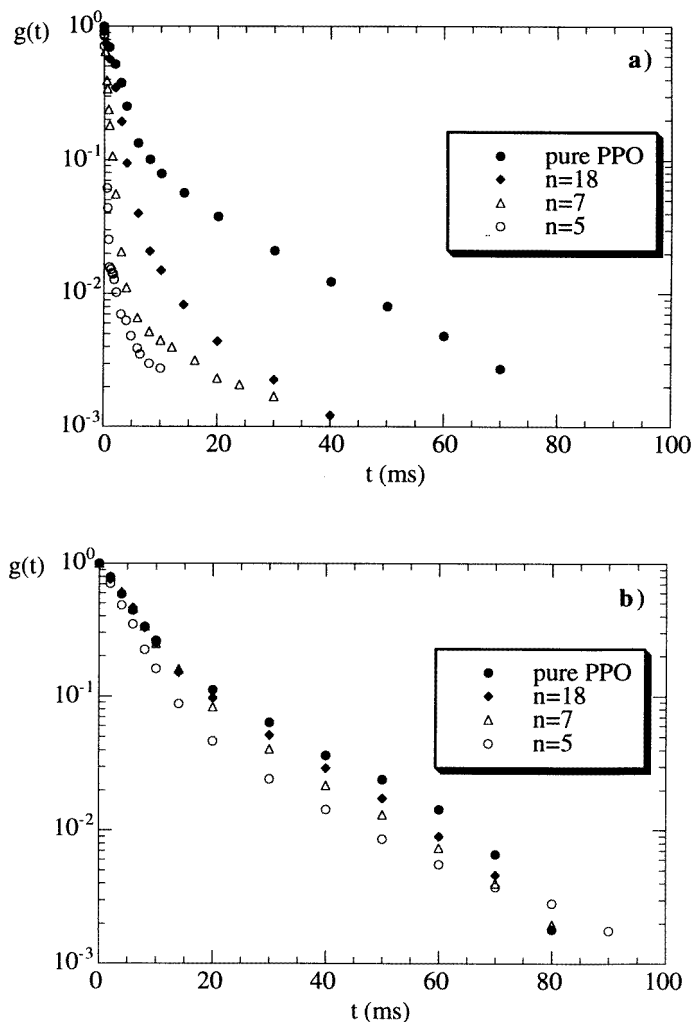 g(t)
10^0
10^-1
10^-2
10^-3
a)
pure PPO
n=18
n=7
n=5
0 20 40 60 80 100
t (ms)
g(t)
10^0
10^-1
10^-2
10^-3
b)
pure PPO
n=18
n=7
n=5
0 20 40 60 80 100
t (ms)